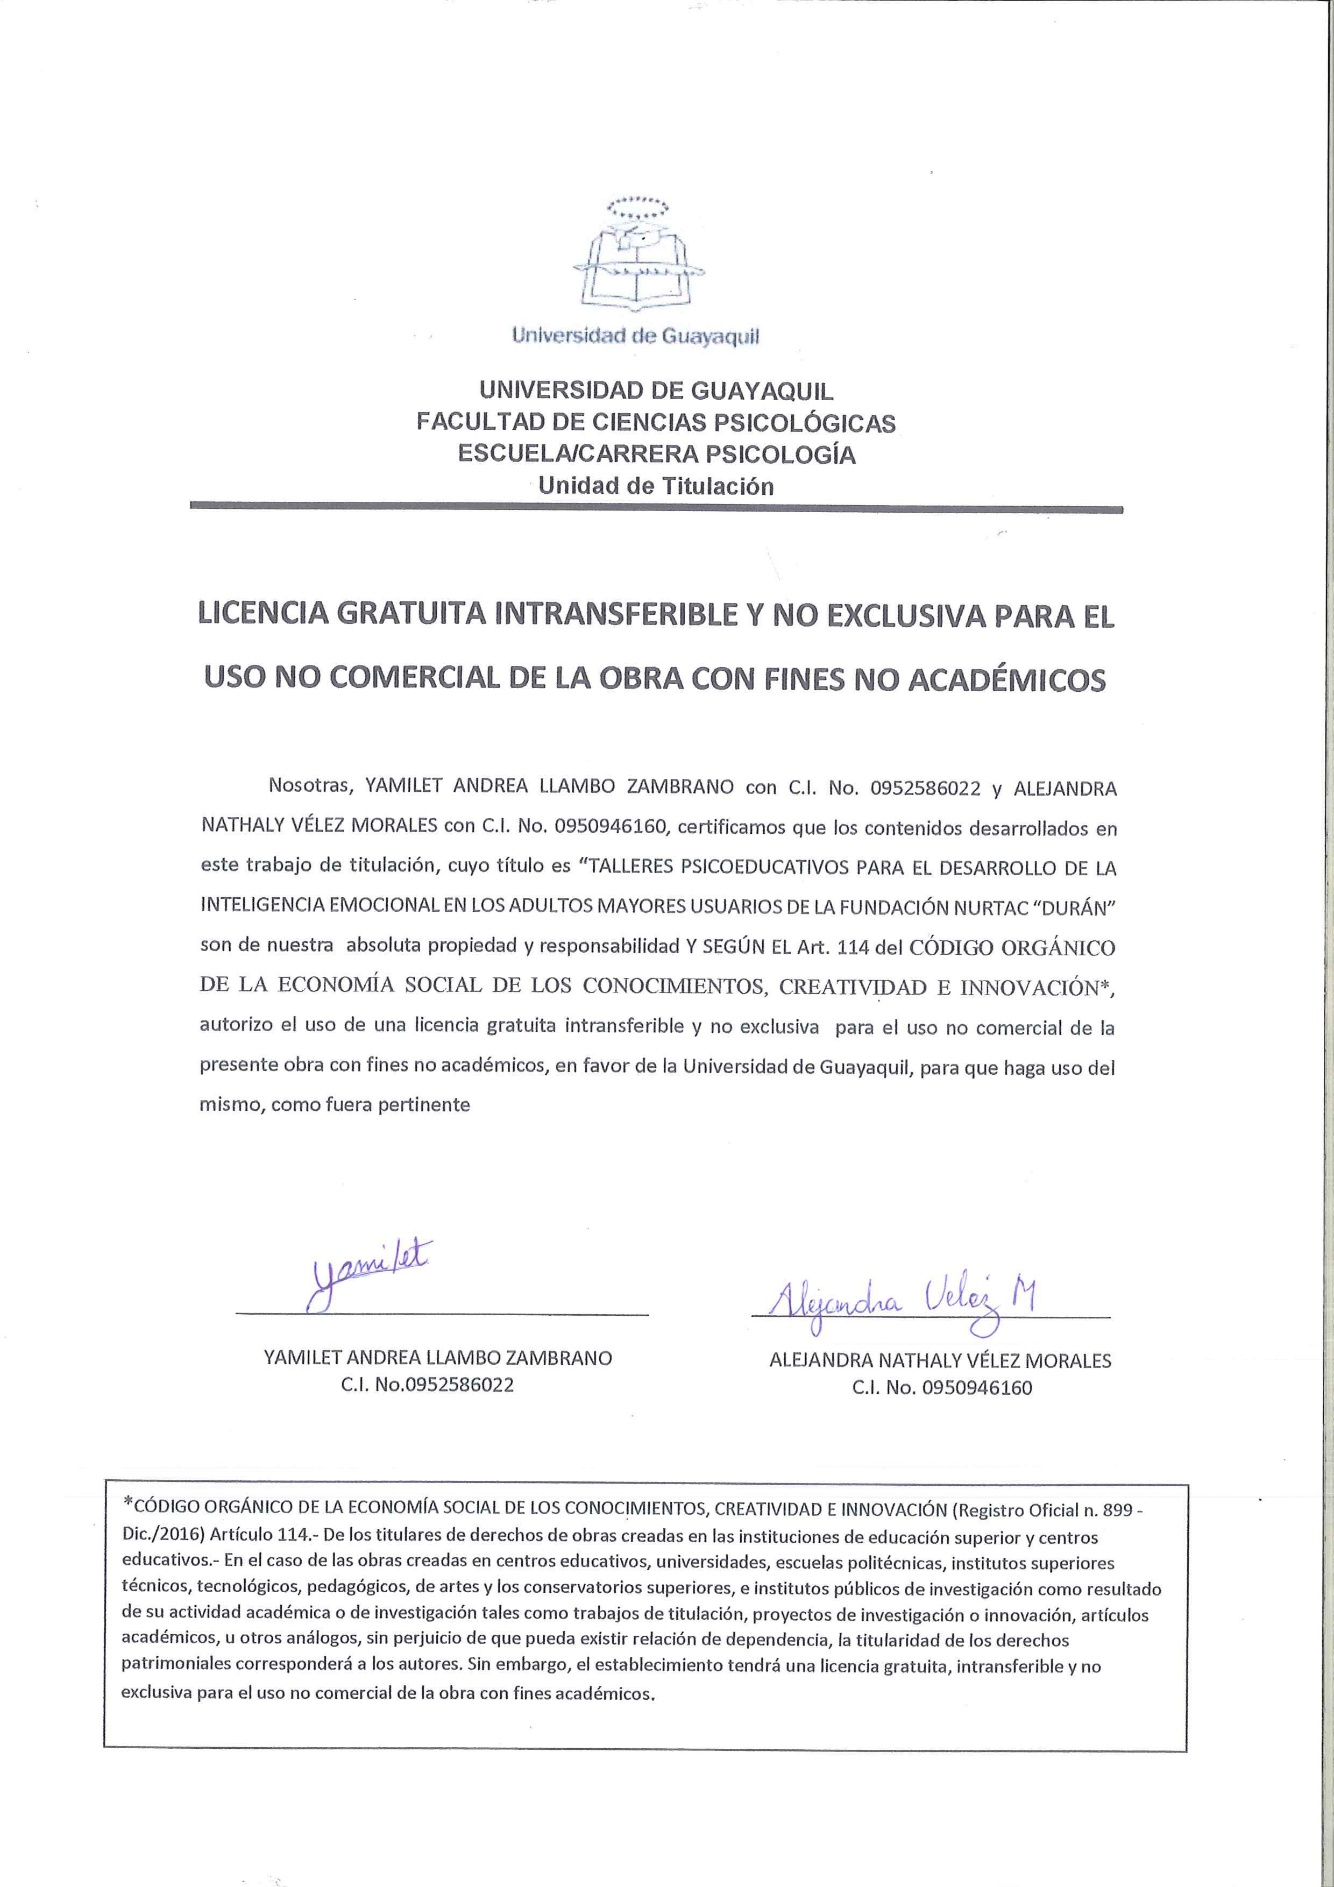 Universidad de Guayaquil
UNIVERSIDAD DE GUAYAQUIL
FACULTAD DE CIENCIAS PSICOLÓGICAS
ESCUELA/CARRERA PSICOLOGÍA
Unidad de Titulación
LICENCIA GRATUITA INTRANSFERIBLE Y NO EXCLUSIVA PARA EL
USO NO COMERCIAL DE LA OBRA CON FINES NO ACADÉMICOS
Nosotras, YAMILET ANDREA LLAMBO ZAMBRANO con C.I. No. 0952586022 y ALEJANDRA
NATHALY VÉLEZ MORALES con C.I. No. 0950946160, certificamos que los contenidos desarrollados en
este trabajo de titulación, cuyo título es “TALLERES PSICOEDUCATIVOS PARA EL DESARROLLO DE LA
INTELIGENCIA EMOCIONAL EN LOS ADULTOS MAYORES USUARIOS DE LA FUNDACIÓN NURTAC “DURÁN”
son de nuestra absoluta propiedad y responsabilidad Y SEGÚN EL Art. 114 del CÓDIGO ORGÁNICO
DE LA ECONOMÍA SOCIAL DE LOS CONOCIMIENTOS, CREATIVIDAD E INNOVACIÓN*,
autorizo el uso de una licencia gratuita intransferible y no exclusiva para el uso no comercial de la
presente obra con fines no académicos, en favor de la Universidad de Guayaquil, para que haga uso del
mismo, como fuera pertinente
yamilet
Alejandra Velez M
YAMILET ANDREA LLAMBO ZAMBRANO
C.I. No.0952586022
ALEJANDRA NATHALY VÉLEZ MORALES
C.I. No. 0950946160
*CÓDIGO ORGÁNICO DE LA ECONOMÍA SOCIAL DE LOS CONOCIMIENTOS, CREATIVIDAD E INNOVACIÓN (Registro Oficial n. 899 -
Dic./2016) Artículo 114.- De los titulares de derechos de obras creadas en las instituciones de educación superior y centros
educativos.- En el caso de las obras creadas en centros educativos, universidades, escuelas politécnicas, institutos superiores
técnicos, tecnológicos, pedagógicos, de artes y los conservatorios superiores, e institutos públicos de investigación como resultado
de su actividad académica o de investigación tales como trabajos de titulación, proyectos de investigación o innovación, artículos
académicos, u otros análogos, sin perjuicio de que pueda existir relación de dependencia, la titularidad de los derechos
patrimoniales corresponderá a los autores. Sin embargo, el establecimiento tendrá una licencia gratuita, intransferible y no
exclusiva para el uso no comercial de la obra con fines académicos.